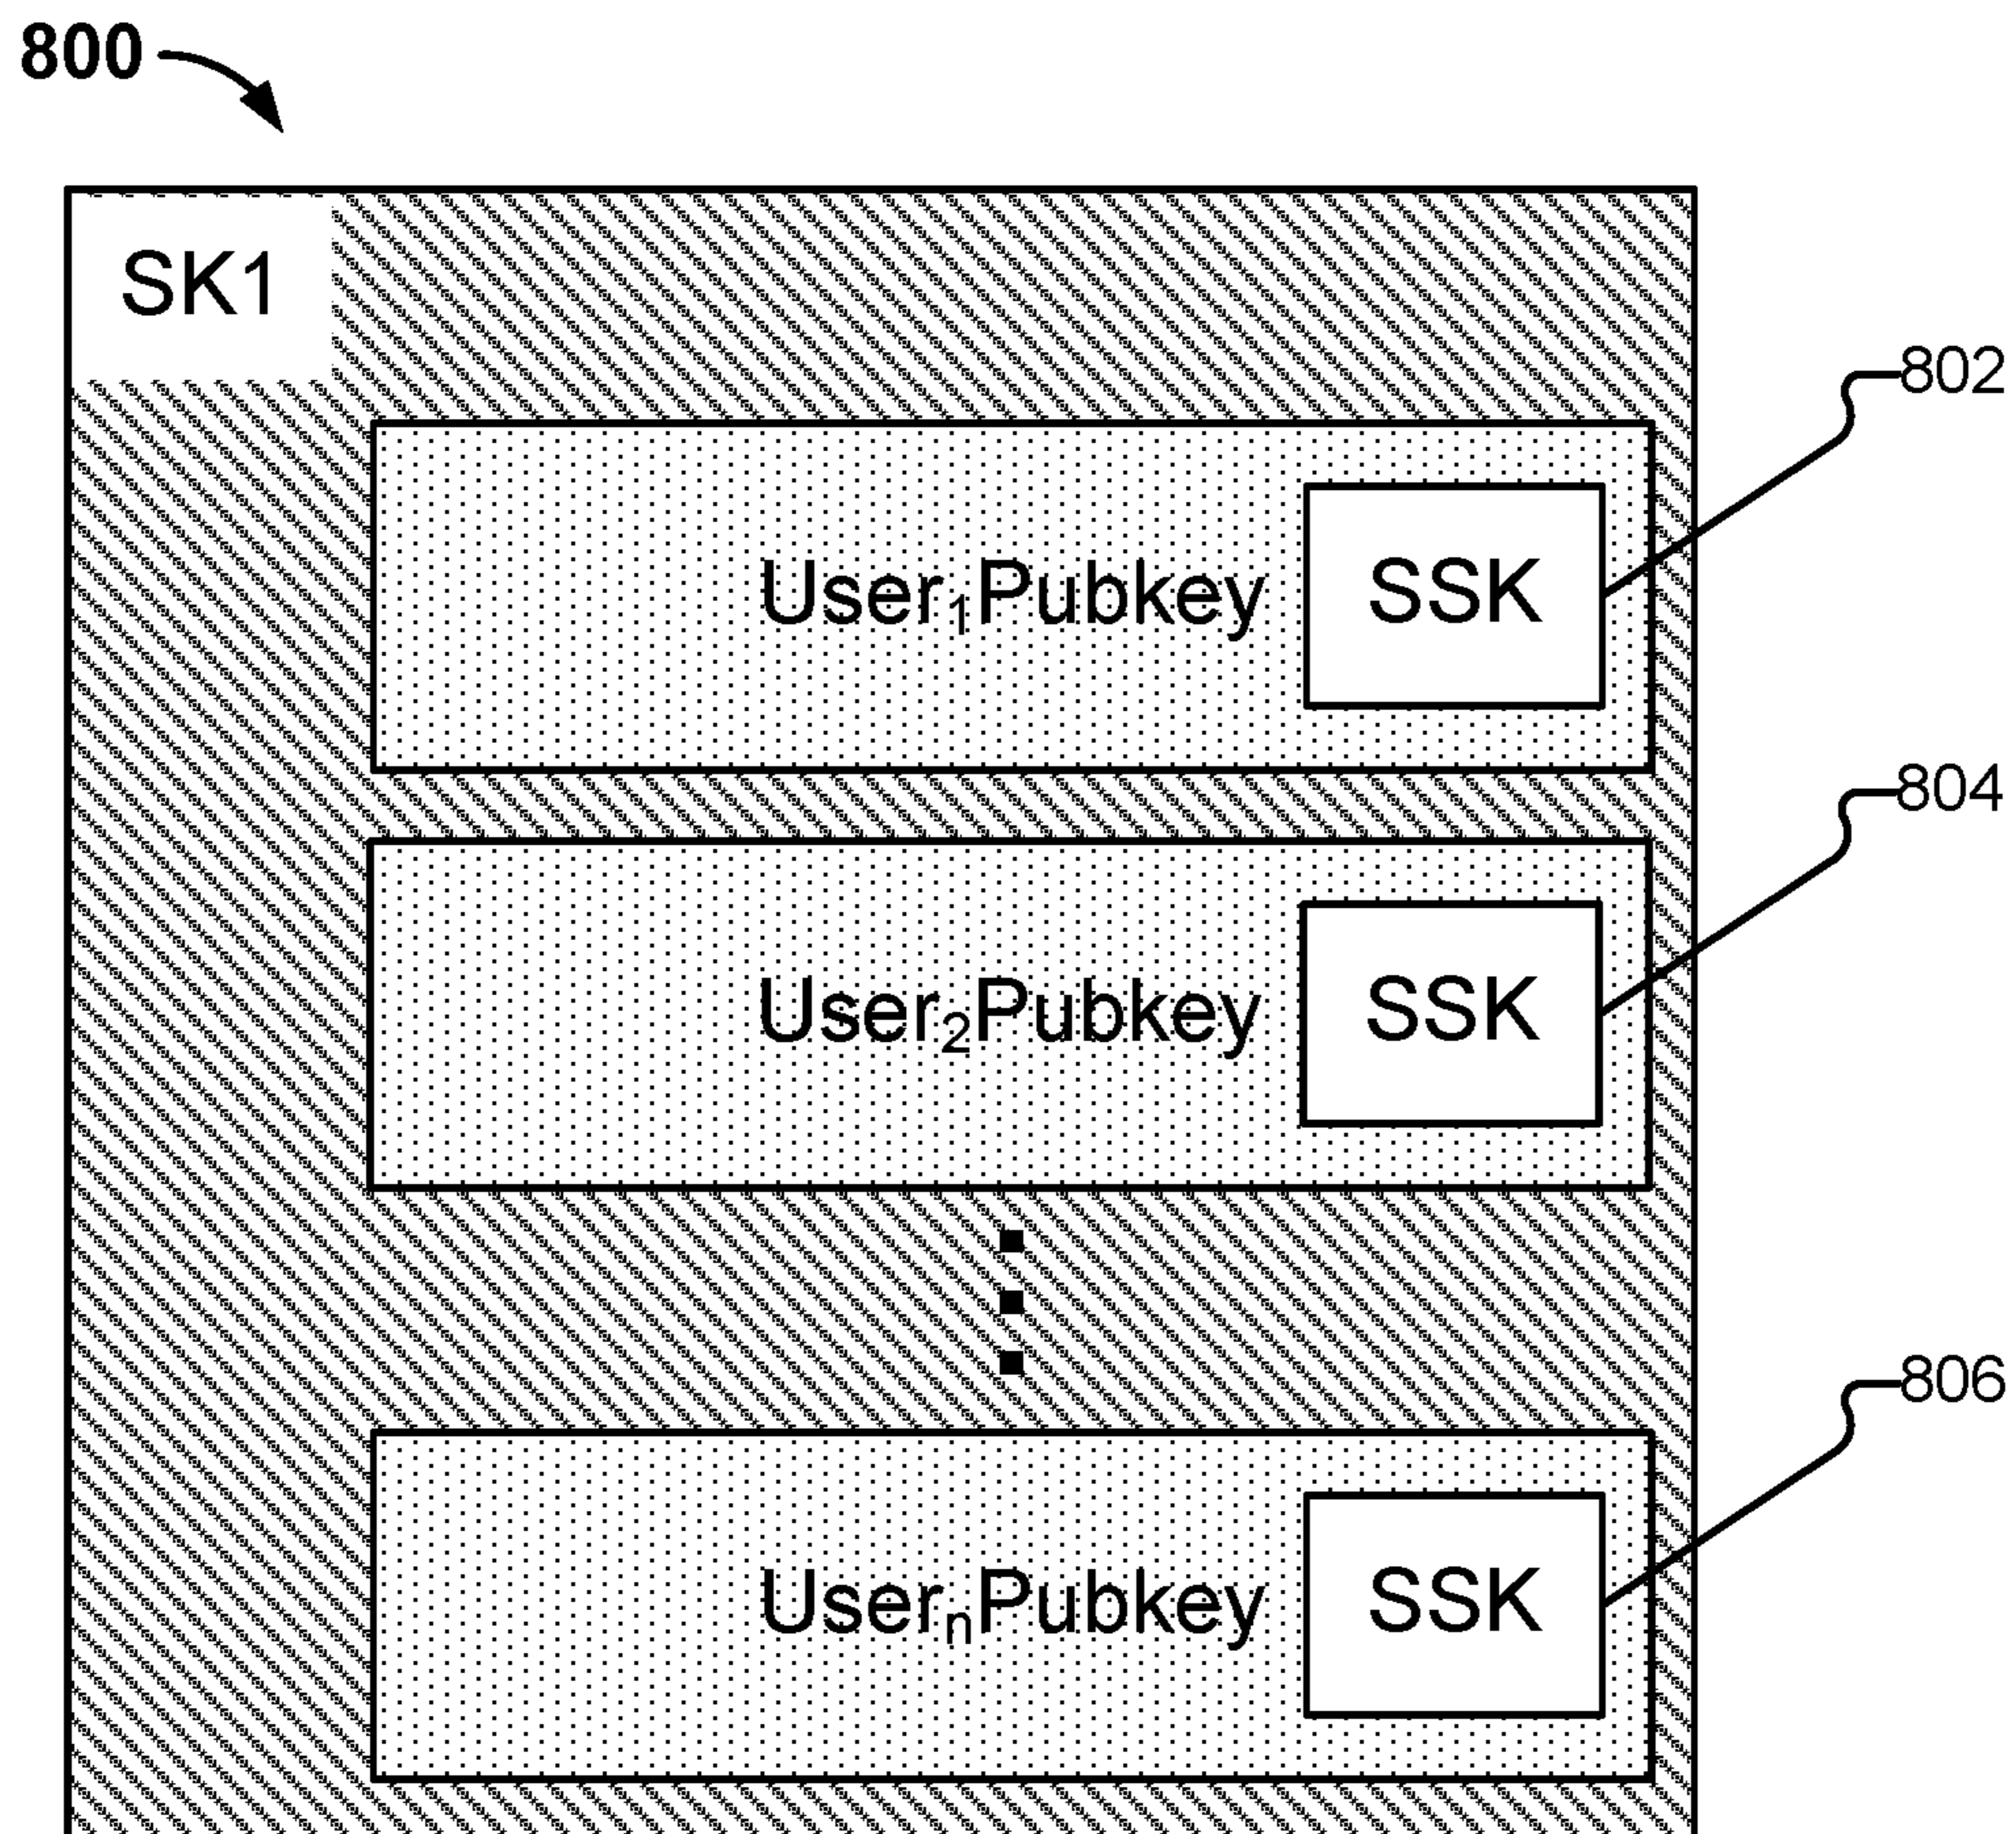 800
SK1
802
User₁Pubkey SSK
804
User₂Pubkey SSK
806
UserₙPubkey SSK